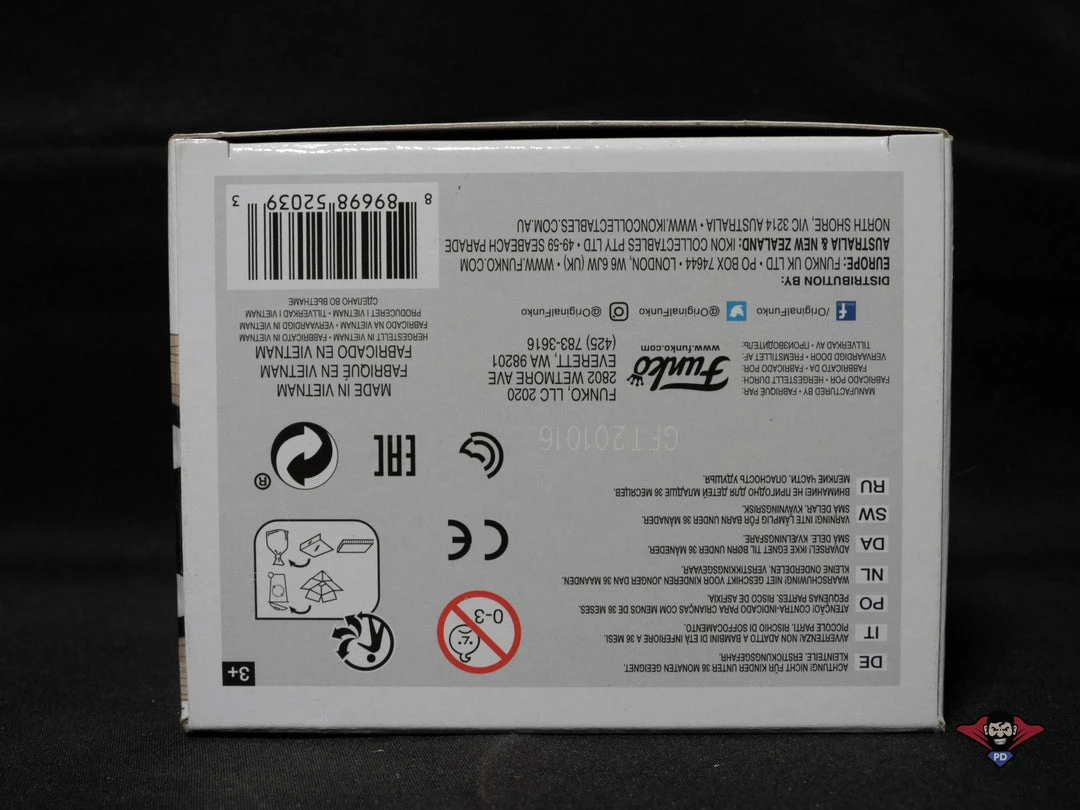 3+
0-3
DE
ACHTUNG! NICHT FÜR KINDER UNTER 36 MONATEN GEEIGNET.
KLEINTEILE. ERSTICKUNGSGEFAHR.
IT
AVVERTENZA! NON ADATTO A BAMBINI DI ETÀ INFERIORE A 36 MESI.
PICCOLE PARTI. RISCHIO DI SOFFOCAMENTO.
PO
ATENÇÃO! CONTRA-INDICADO PARA CRIANÇAS COM MENOS DE 36 MESES.
PEQUENAS PARTES. RISCO DE ASFIXIA.
NL
WAARSCHUWING! NIET GESCHIKT VOOR KINDEREN JONGER DAN 36 MAANDEN.
KLEINE ONDERDELEN. VERSTIKKINGSGEVAAR.
DA
ADVARSEL! IKKE EGNET TIL BØRN UNDER 36 MÅNEDER.
SMÅ DELE. KVÆLNINGSFARE.
SW
VARNING! INTE LÄMPLIG FÖR BARN UNDER 36 MÅNADER.
SMÅ DELAR. KVÄVNINGSRISK.
RU
ВНИМАНИЕ! НЕ ПРИГОДНО ДЛЯ ДЕТЕЙ МЛАДШЕ 36 МЕСЯЦЕВ.
МЕЛКИЕ ЧАСТИ. ОПАСНОСТЬ УДУШЬЯ.
CE
EAC
®
GFT201016
MANUFACTURED BY • FABRIQUÉ PAR:
FABRICADO POR • HERGESTELLT DURCH:
FABBRICATO DA • FABRICADO POR:
VERVAARDIGD DOOR • FREMSTILLET AF:
TILLVERKAD AV • ПРОИЗВОДИТЕЛЬ:
Funko
www.funko.com
FUNKO, LLC 2020
2802 WETMORE AVE
EVERETT, WA 98201
(425) 783-3616
MADE IN VIETNAM
FABRIQUÉ EN VIETNAM
FABRICADO EN VIETNAM
HERGESTELLT IN VIETNAM • FABBRICATO IN VIETNAM
FABRICADO NA VIETNAM • VERVAARDIGD IN VIETNAM
PRODUCERET I VIETNAM • TILLVERKAD I VIETNAM
СДЕЛАНО ВО ВЬЕТНАМЕ
/OriginalFunko
@OriginalFunko
@OriginalFunko
DISTRIBUTION BY:
EUROPE: FUNKO UK LTD • PO BOX 74644 • LONDON, W6 6JW (UK) • WWW.FUNKO.COM
AUSTRALIA & NEW ZEALAND: IKON COLLECTABLES PTY LTD • 49-59 SEABEACH PARADE
NORTH SHORE, VIC 3214 AUSTRALIA • WWW.IKONCOLLECTABLES.COM.AU
8 89698 52039 3
PD